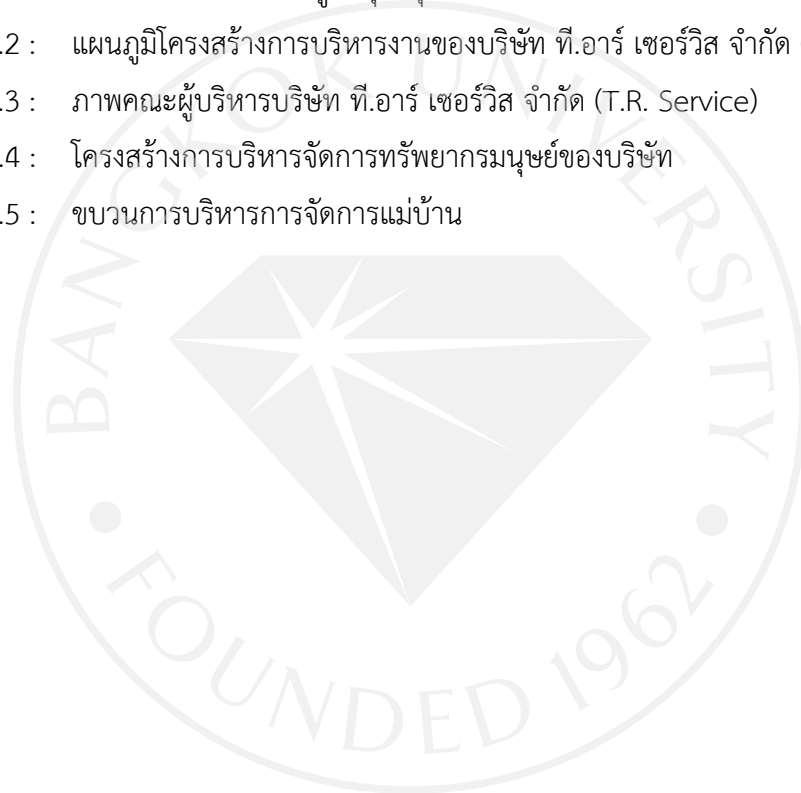 .2 : แผนภูมิโครงสร้างการบริหารงานของบริษัท ที.อาร์ เซอร์วิส จำกัด
.3 : ภาพคณะผู้บริหารบริษัท ที.อาร์ เซอร์วิส จำกัด (T.R. Service)
.4 : โครงสร้างการบริหารจัดการทรัพยากรมนุษย์ของบริษัท
.5 : ขบวนการบริหารการจัดการแม่บ้าน
BANGKOK UNIVERSITY
• FOUNDED 1962 •